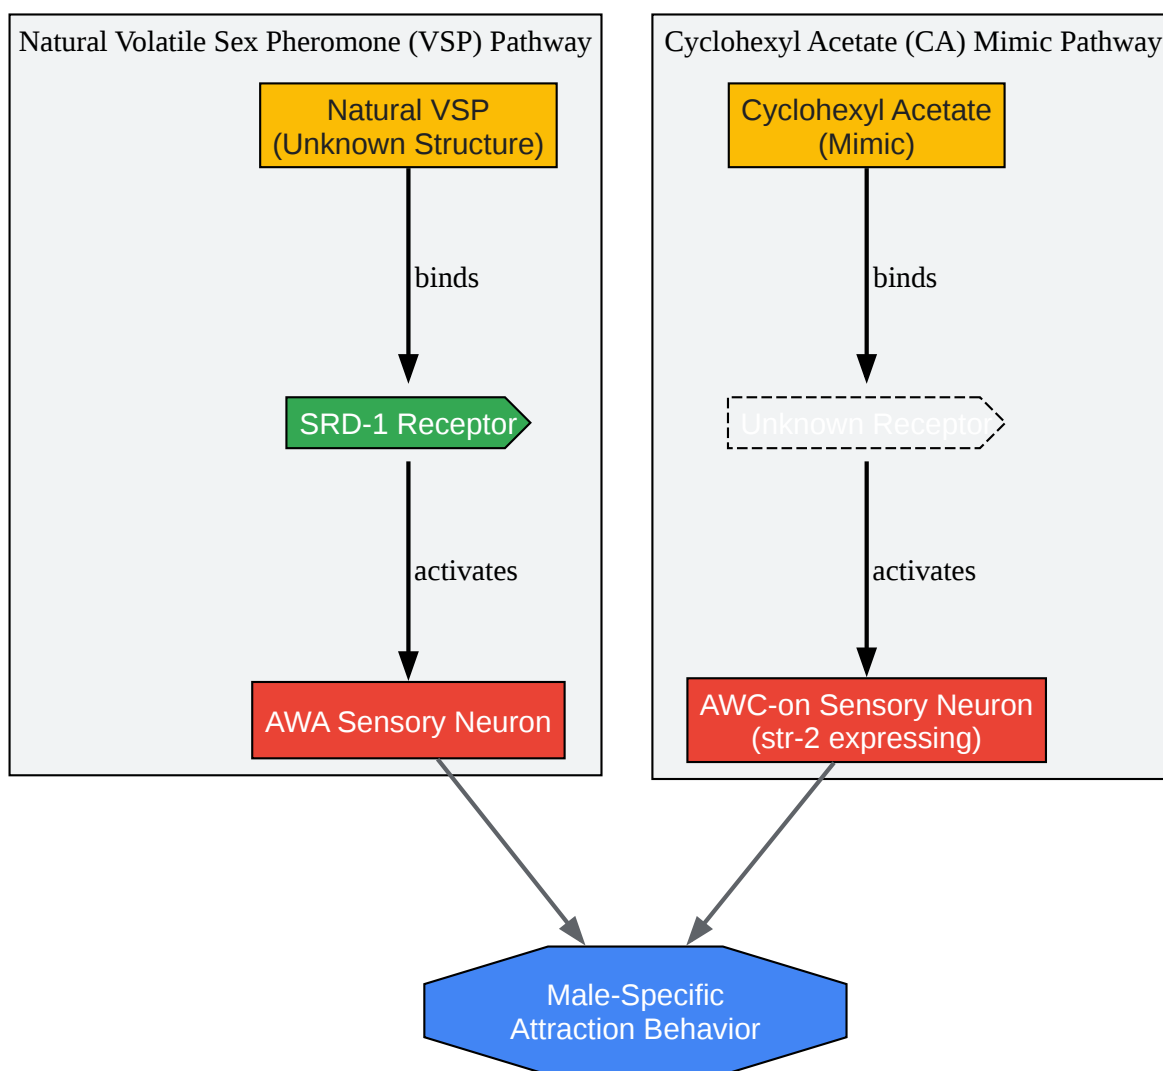 Natural Volatile Sex Pheromone (VSP) Pathway
Natural VSP
(Unknown Structure)
binds
SRD-1 Receptor
activates
AWA Sensory Neuron
Cyclohexyl Acetate (CA) Mimic Pathway
Cyclohexyl Acetate
(Mimic)
binds
Unknown Receptor
activates
AWC-on Sensory Neuron
(str-2 expressing)
Male-Specific
Attraction Behavior